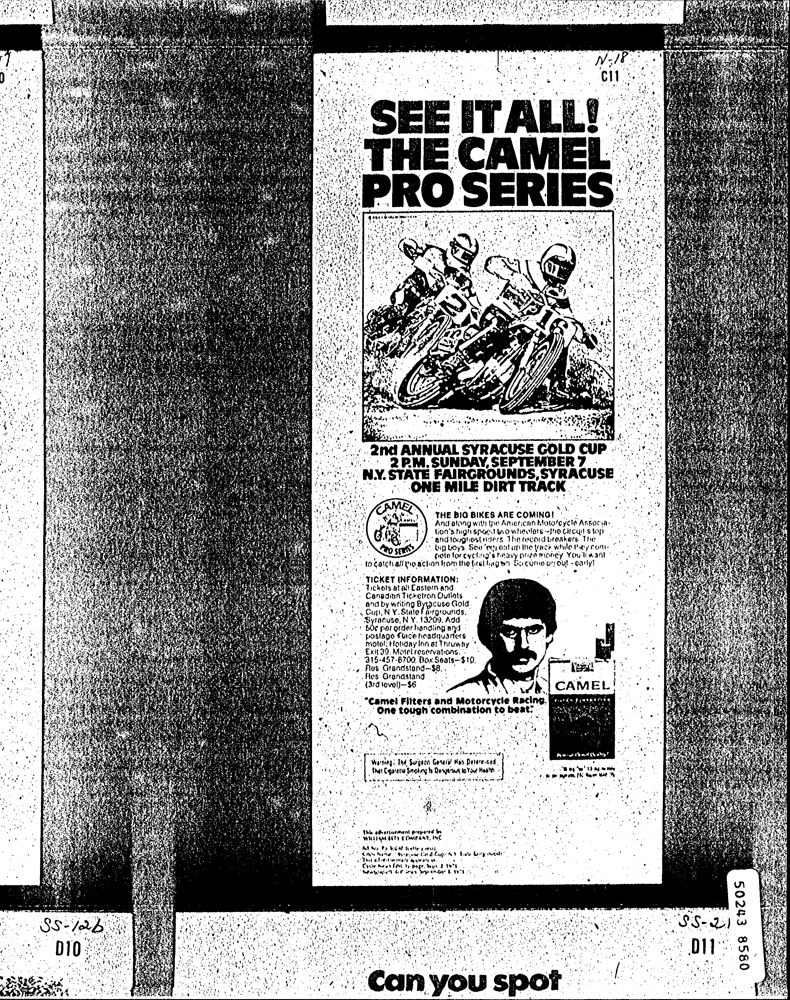 N-18
C11
SEE IT ALL!
THE CAMEL
PRO SERIES
2nd ANNUAL SYRACUSE GOLD CUP
2 P.M. SUNDAY, SEPTEMBER 7
N.Y. STATE FAIRGROUNDS, SYRACUSE
ONE MILE DIRT TRACK
CAMEL
PRO SERIES
THE BIG BIKES ARE COMING!
And along with the American Motorcycle Associa-
tion's high speed two wheelers—the circuit's top
and toughest riders. The record breakers. The
big boys. See 'em eat up the track while they com-
pete for cycling's heavy prize money. You'll want
to catch all the action from the first flag on. So come on out - early!
TICKET INFORMATION:
Tickets at all Eastern and
Canadian Ticketron Outlets
and by writing Syracuse Gold
Cup, N.Y. State Fairgrounds,
Syracuse, N.Y. 13209. Add
50¢ per order handling and
postage. Race headquarters
motel: Holiday Inn at Thruway
Exit 39. Motel reservations,
315-457-8700. Box Seats—$10,
Res. Grandstand—$8,
Res. Grandstand
(3rd level)—$6
CAMEL
"Camel Filters and Motorcycle Racing.
One tough combination to beat."
Warning: The Surgeon General Has Determined
That Cigarette Smoking Is Dangerous to Your Health.
This advertisement prepared by
WILLIAM ESTY COMPANY, INC.
SS-12b
D10
SS-21
D11
50243 8580
Can you spot